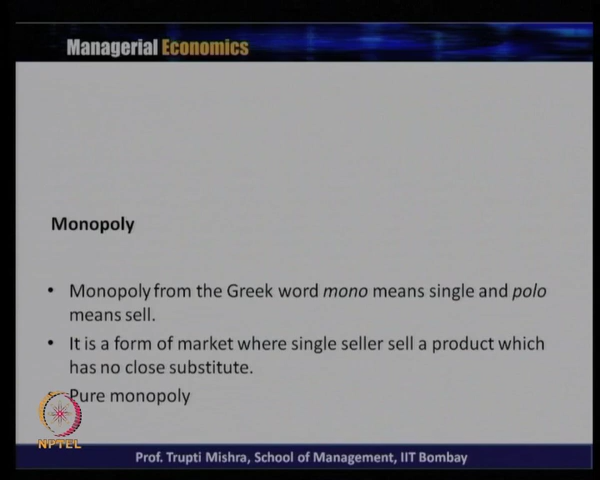 Managerial Economics
Monopoly
• Monopoly from the Greek word mono means single and polo
means sell.
• It is a form of market where single seller sell a product which
has no close substitute.
Pure monopoly
NPTEL
Prof. Trupti Mishra, School of Management, IIT Bombay